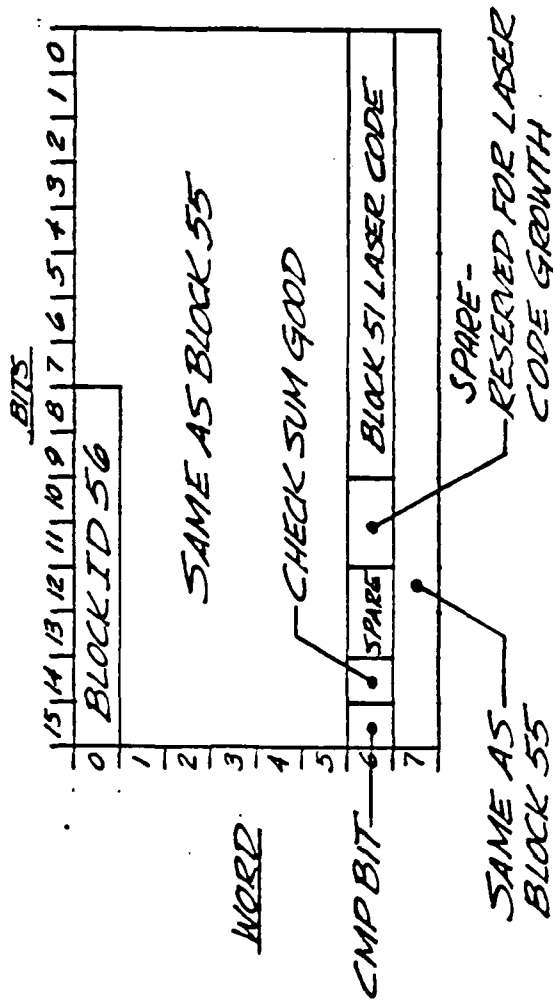 BITS
15 14 13 12 11 10 9 8 7 6 5 4 3 2 1 0
WORD
0 BLOCK ID 56
1
2 SAME AS BLOCK 55
3
4 CHECK SUM GOOD
5
CMP BIT 6 SPARE BLOCK 51 LASER CODE
7
SAME AS
BLOCK 55
SPARE-
RESERVED FOR LASER
CODE GROWTH